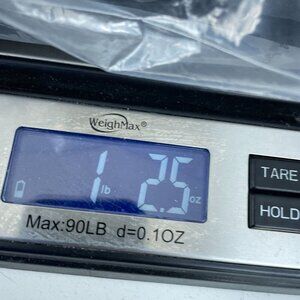 WeighMax®
1 lb 2.5 oz
TARE
HOLD
Max:90LB d=0.1OZ